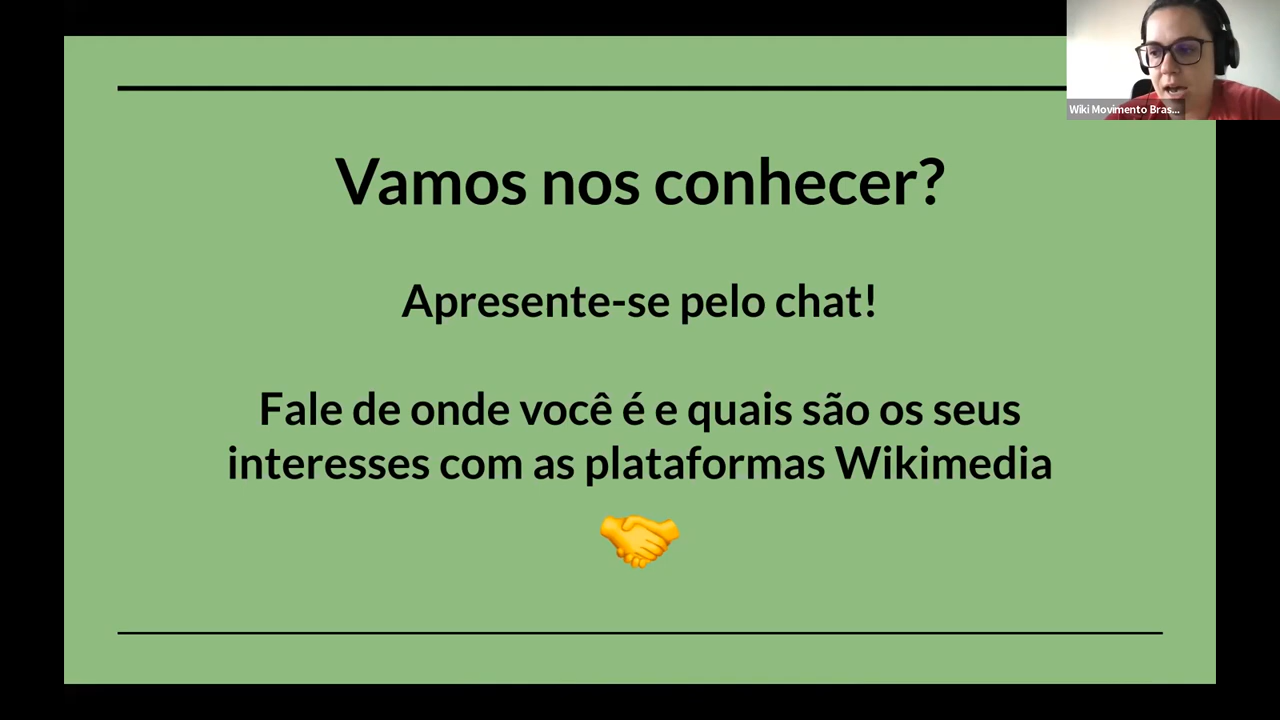 Wiki Movimento Bras...
Vamos nos conhecer?
Apresente-se pelo chat!
Fale de onde você é e quais são os seus
interesses com as plataformas Wikimedia